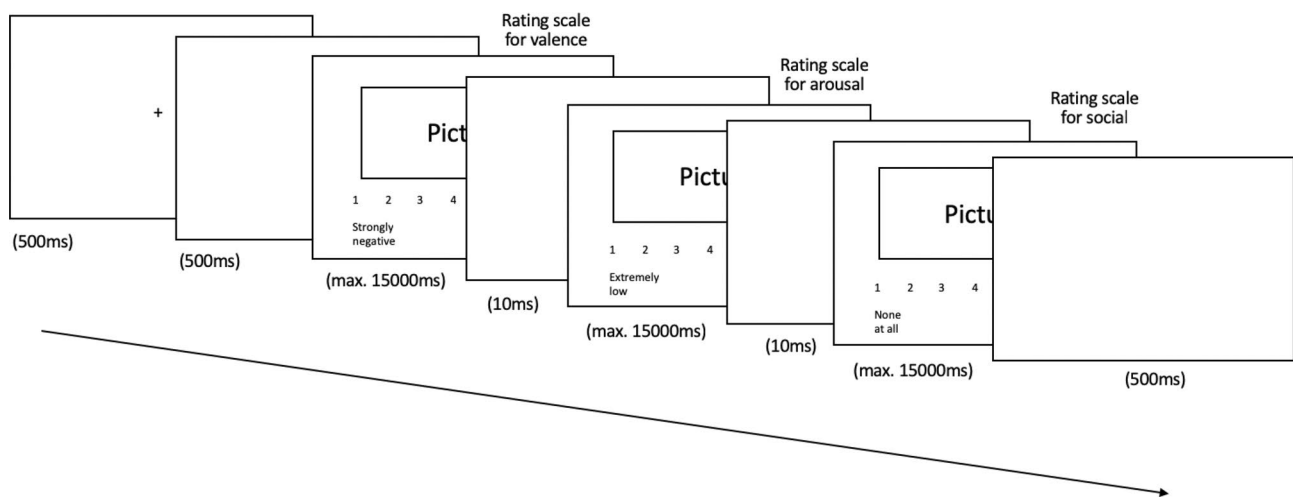 +
(500ms)
(500ms)
Rating scale
for valence
Pict
1 2 3 4
Strongly
negative
(max. 15000ms)
(10ms)
Rating scale
for arousal
Pictu
1 2 3 4
Extremely
low
(max. 15000ms)
(10ms)
Rating scale
for social
Pictu
1 2 3 4
None
at all
(max. 15000ms)
(500ms)